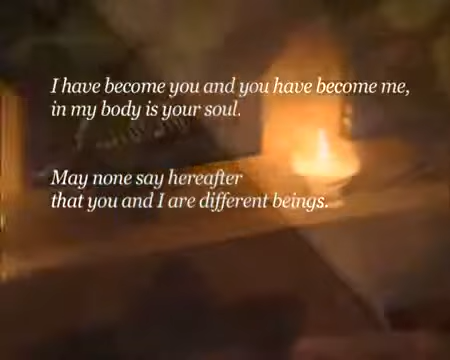 I have become you and you have become me,
in my body is your soul.
May none say hereafter
that you and I are different beings.